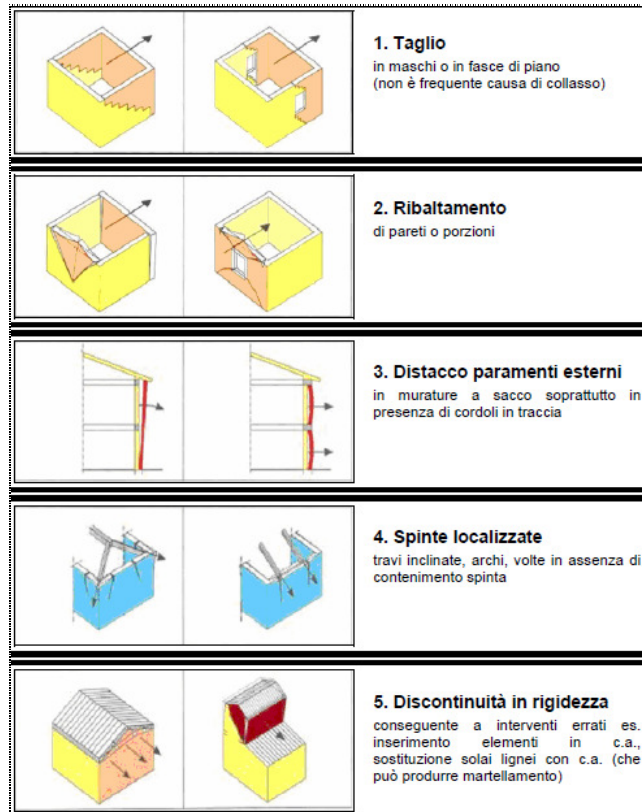 1. Taglio
in maschi o in fasce di piano
(non è frequente causa di collasso)
2. Ribaltamento
di pareti o porzioni
3. Distacco paramenti esterni
in murature a sacco soprattutto in
presenza di cordoli in traccia
4. Spinte localizzate
travi inclinate, archi, volte in assenza di
contenimento spinta
5. Discontinuità in rigidezza
conseguente a interventi errati es.
inserimento elementi in c.a.,
sostituzione solai lignei con c.a. (che
può produrre martellamento)